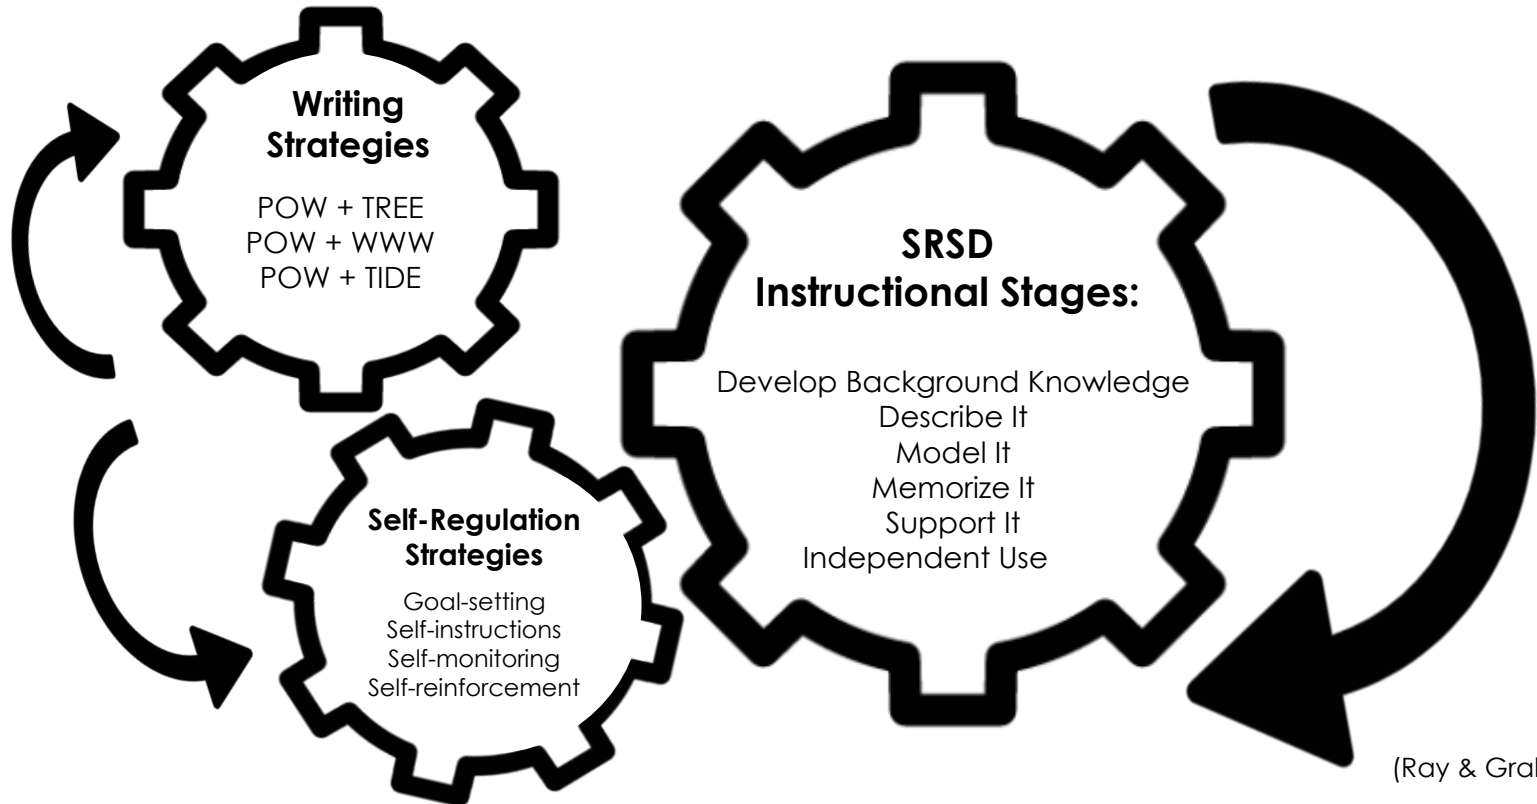 Writing
Strategies
POW + TREE
POW + WWW
POW + TIDE
Self-Regulation
Strategies
Goal-setting
Self-instructions
Self-monitoring
Self-reinforcement
SRSD
Instructional Stages:
Develop Background Knowledge
Describe It
Model It
Memorize It
Support It
Independent Use
(Ray &